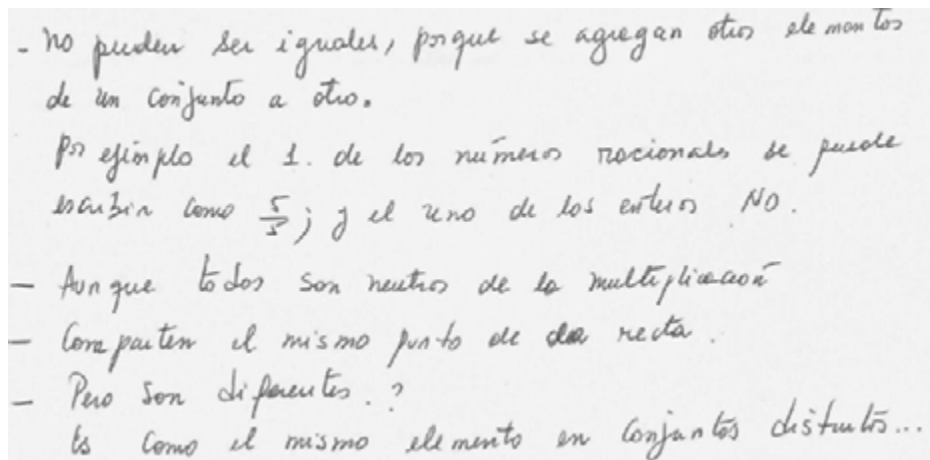 - No pueden ser iguales, porque se agregan otros elementos
de un conjunto a otro.
Por ejemplo el 1. de los números racionales se puede
escribir como 5/5; y el uno de los enteros NO.
- Aunque todos son neutros de la multiplicación
- Comparten el mismo punto de la recta.
- Pero son diferentes.?
Es como el mismo elemento en conjuntos distintos...